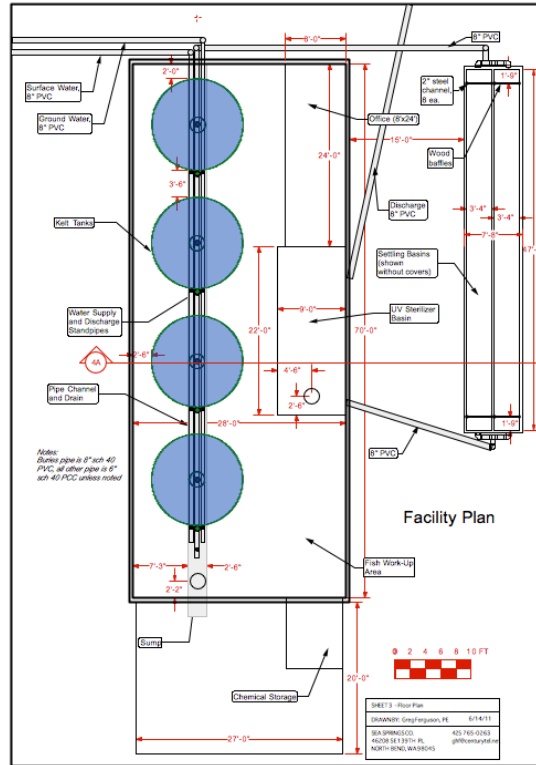 8'-0"
8" PVC
Surface Water,
8" PVC
2'-0"
2" steel
channel,
8 ea.
1'-9"
Ground Water,
8" PVC
Office (8'x24')
15'-0"
Wood
baffles
24'-0"
3'-6"
Discharge
8" PVC
3'-4"
3'-4"
7'-8"
Kelt Tanks
Settling Basins
(shown
without covers)
47'-
9'-0"
UV Sterilizer
Basin
Water Supply
and Discharge
Standpipes
22'-0"
70'-0"
4A
2'-6"
4'-6"
Pipe Channel
and Drain
2'-6"
1'-9"
28'-0"
8" PVC
Notes:
Buries pipe is 8" sch 40
PVC, all other pipe is 6"
sch 40 PCC unless noted
Facility Plan
7'-3"
2'-6"
Fish Work-Up
Area
2'-2"
Sump
0 2 4 6 8 10 FT
20'-0"
Chemical Storage
27'-0"
SHEET 3 -Floor Plan
DRAWN BY: Greg Ferguson, PE 6/14/11
SEA SPRINGS CO. 425 765-0263
46208 SE 139TH PL
NORTH BEND, WA 98045